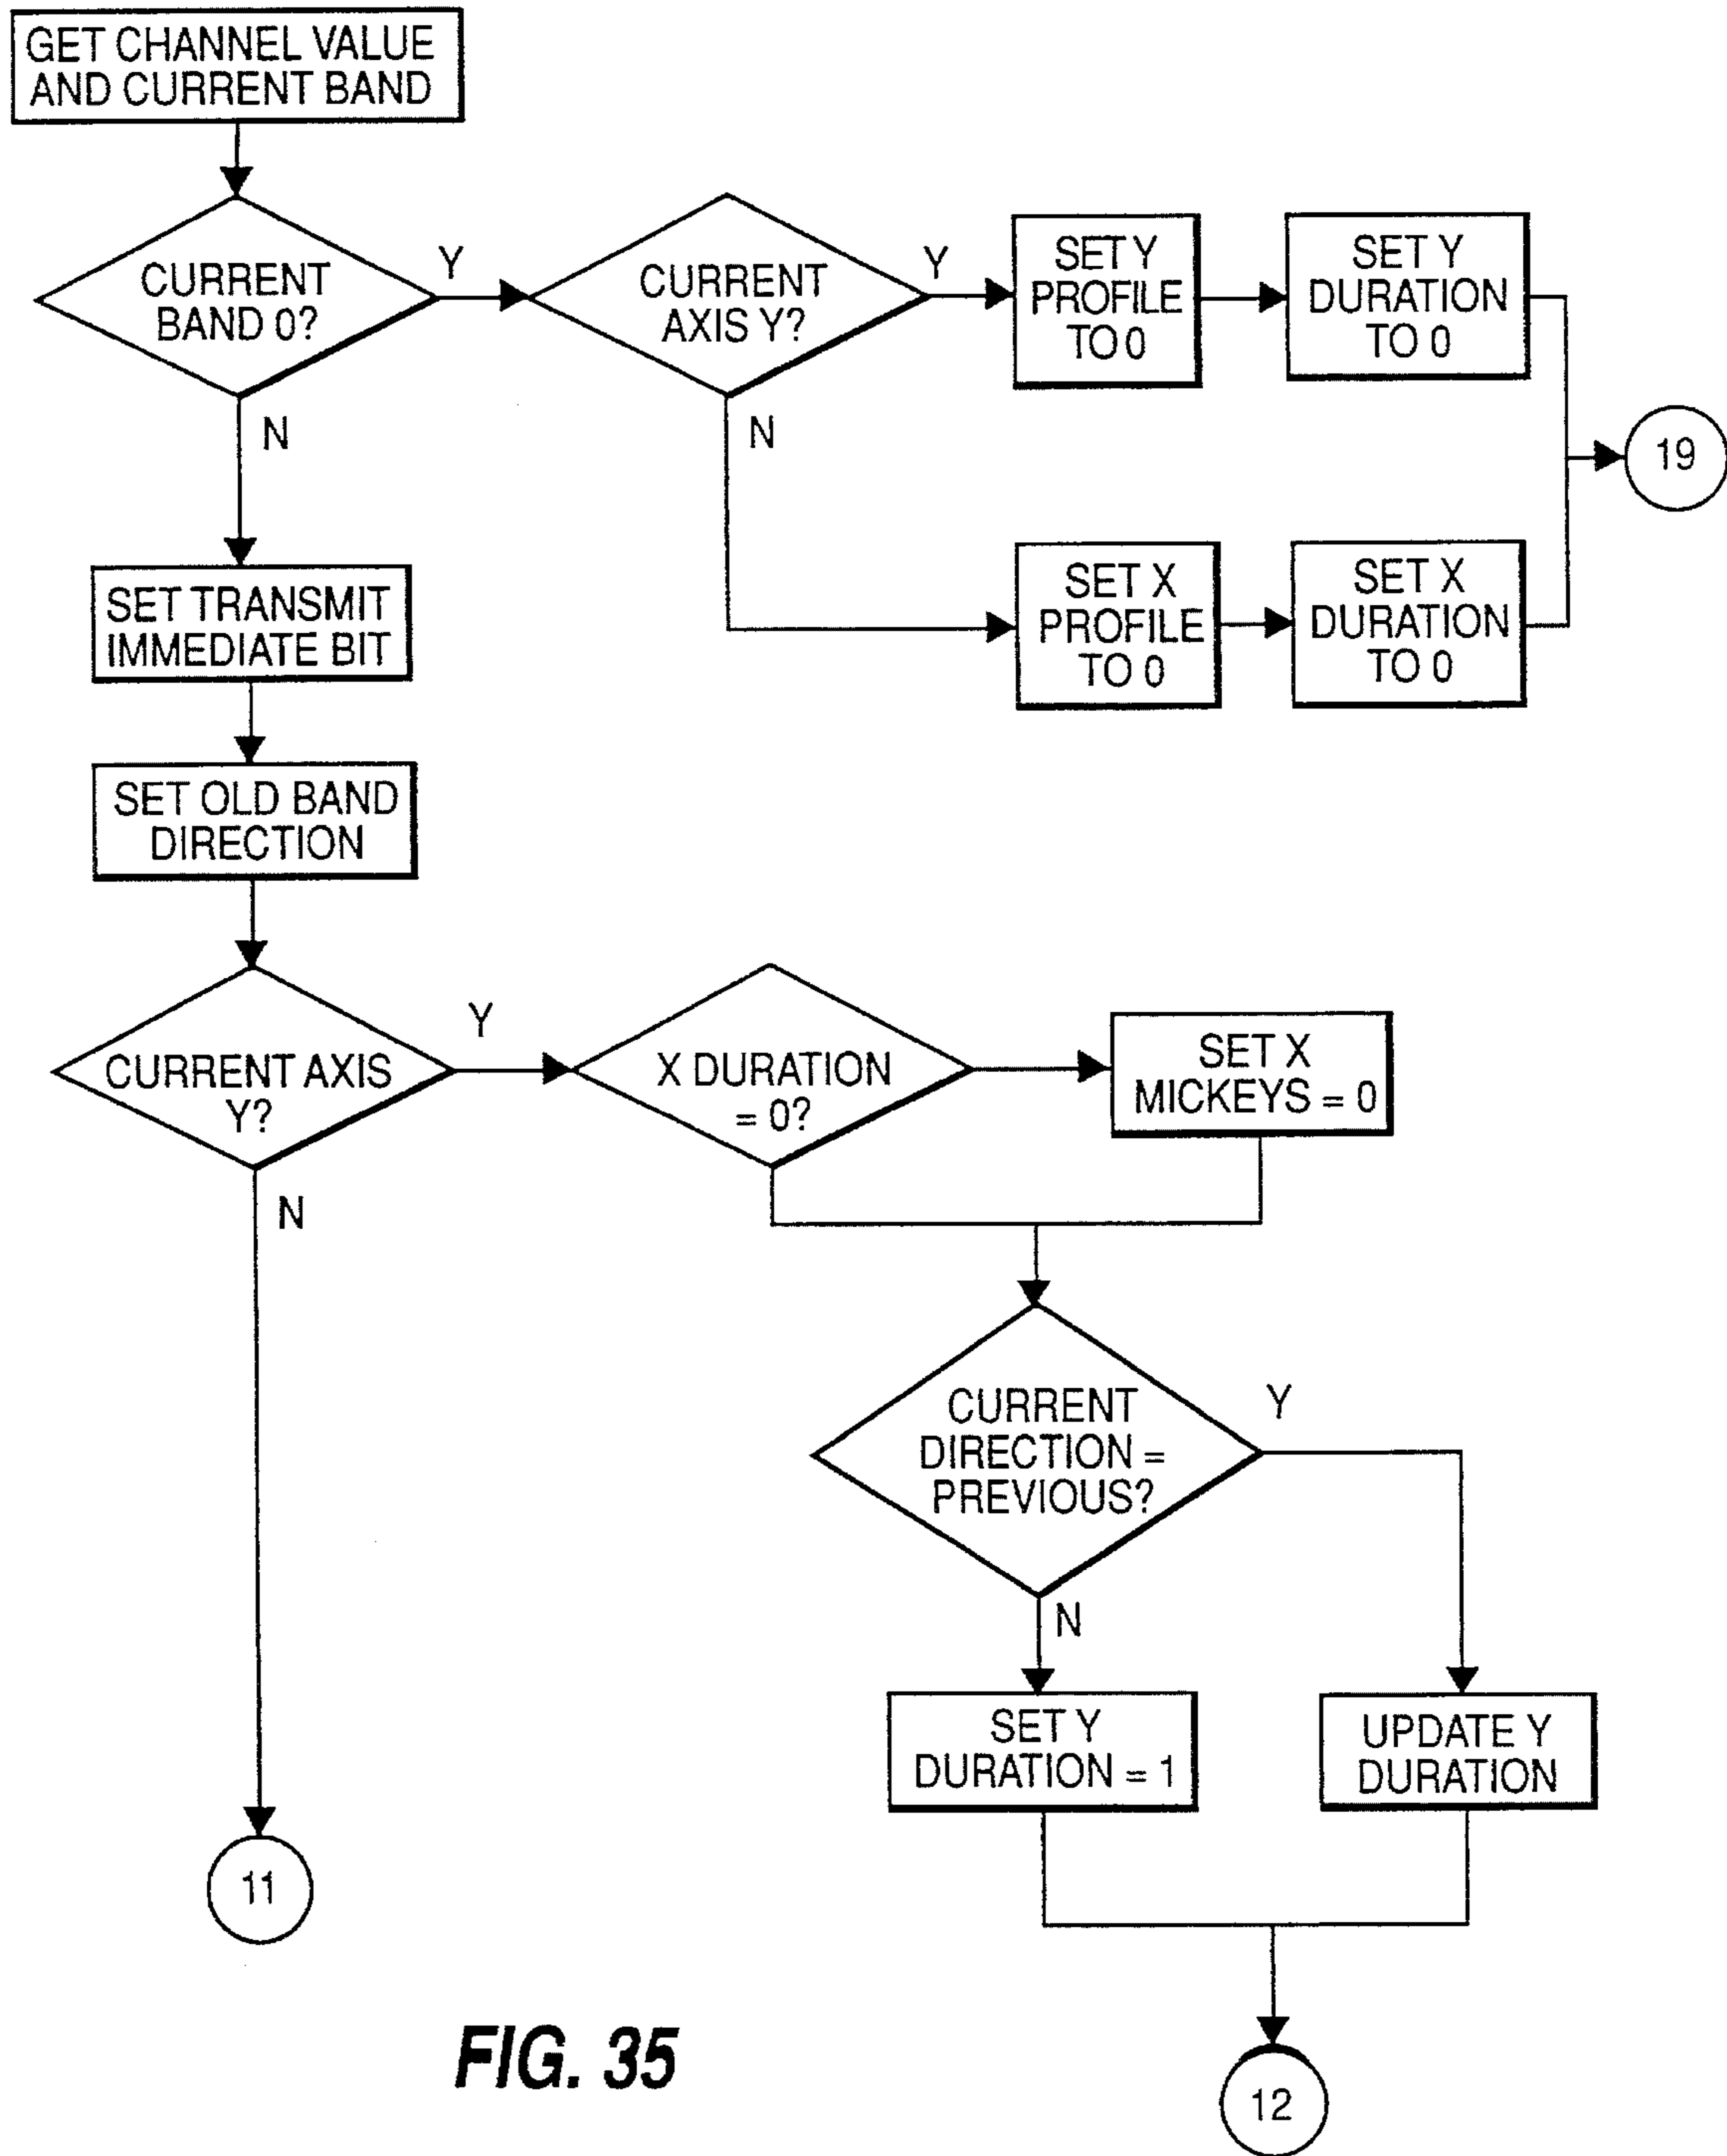 GET CHANNEL VALUE
AND CURRENT BAND
CURRENT
BAND 0?
Y
N
CURRENT
AXIS Y?
Y
N
SET Y
PROFILE
TO 0
SET Y
DURATION
TO 0
19
SET X
PROFILE
TO 0
SET X
DURATION
TO 0
SET TRANSMIT
IMMEDIATE BIT
SET OLD BAND
DIRECTION
CURRENT AXIS
Y?
Y
N
X DURATION
= 0?
SET X
MICKEYS = 0
CURRENT
DIRECTION =
PREVIOUS?
Y
N
SET Y
DURATION = 1
UPDATE Y
DURATION
11
12
FIG. 35